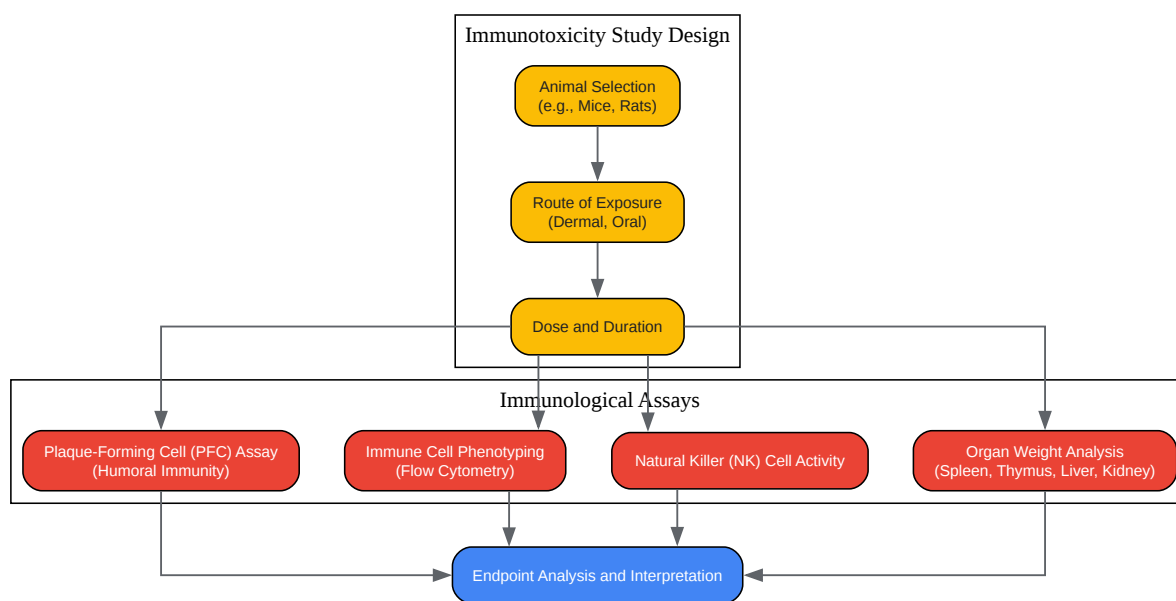 Immunotoxicity Study Design
Animal Selection
(e.g., Mice, Rats)
Route of Exposure
(Dermal, Oral)
Dose and Duration
Immunological Assays
Plaque-Forming Cell (PFC) Assay
(Humoral Immunity)
Immune Cell Phenotyping
(Flow Cytometry)
Natural Killer (NK) Cell Activity
Organ Weight Analysis
(Spleen, Thymus, Liver, Kidney)
Endpoint Analysis and Interpretation